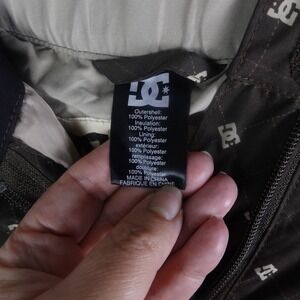 DC
Outershell:
100% Polyester
Insulation:
100% Polyester
Lining:
100% Polyester
extérieur:
100% Polyester
remplissage:
100% Polyester
100% Polyester
MADE IN CHINA
FABRIQUÉ EN CHINE